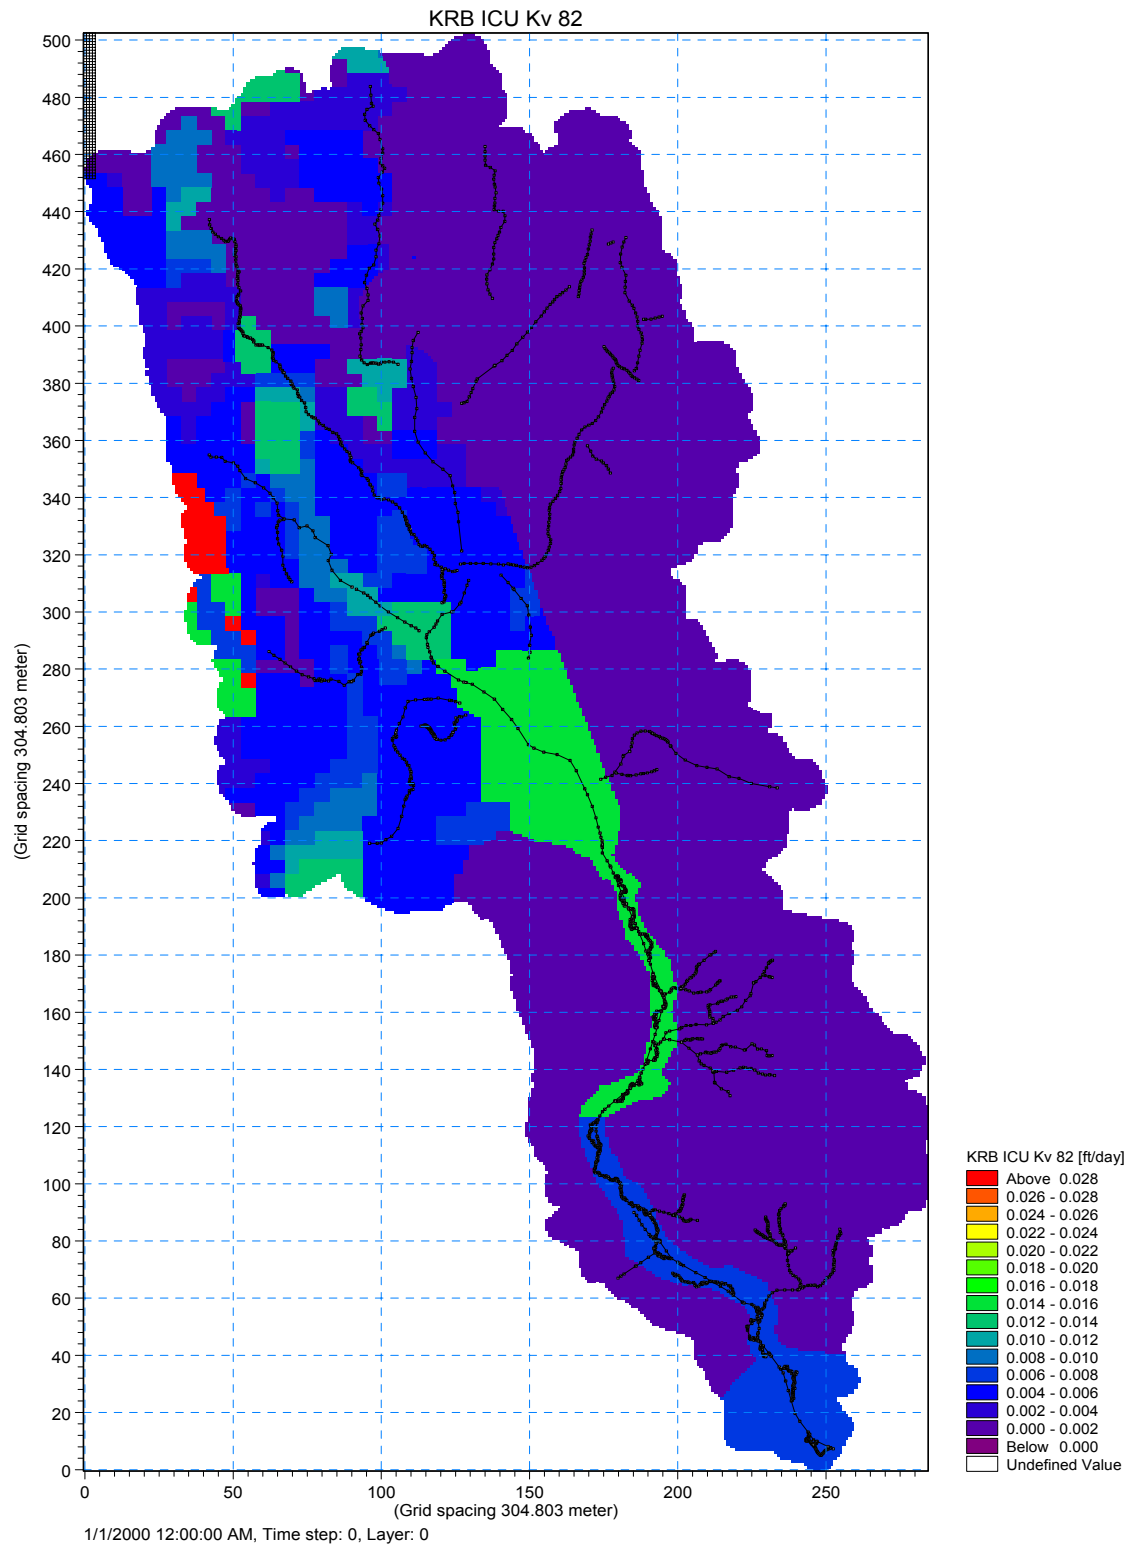 KRB ICU Kv 82
500
480
460
440
420
400
380
360
340
320
300
280
260
240
220
200
180
160
140
120
100
80
60
40
20
0
(Grid spacing 304.803 meter)
0 50 100 150 200 250
(Grid spacing 304.803 meter)
1/1/2000 12:00:00 AM, Time step: 0, Layer: 0
KRB ICU Kv 82 [ft/day]
Above 0.028
0.026 - 0.028
0.024 - 0.026
0.022 - 0.024
0.020 - 0.022
0.018 - 0.020
0.016 - 0.018
0.014 - 0.016
0.012 - 0.014
0.010 - 0.012
0.008 - 0.010
0.006 - 0.008
0.004 - 0.006
0.002 - 0.004
0.000 - 0.002
Below 0.000
Undefined Value